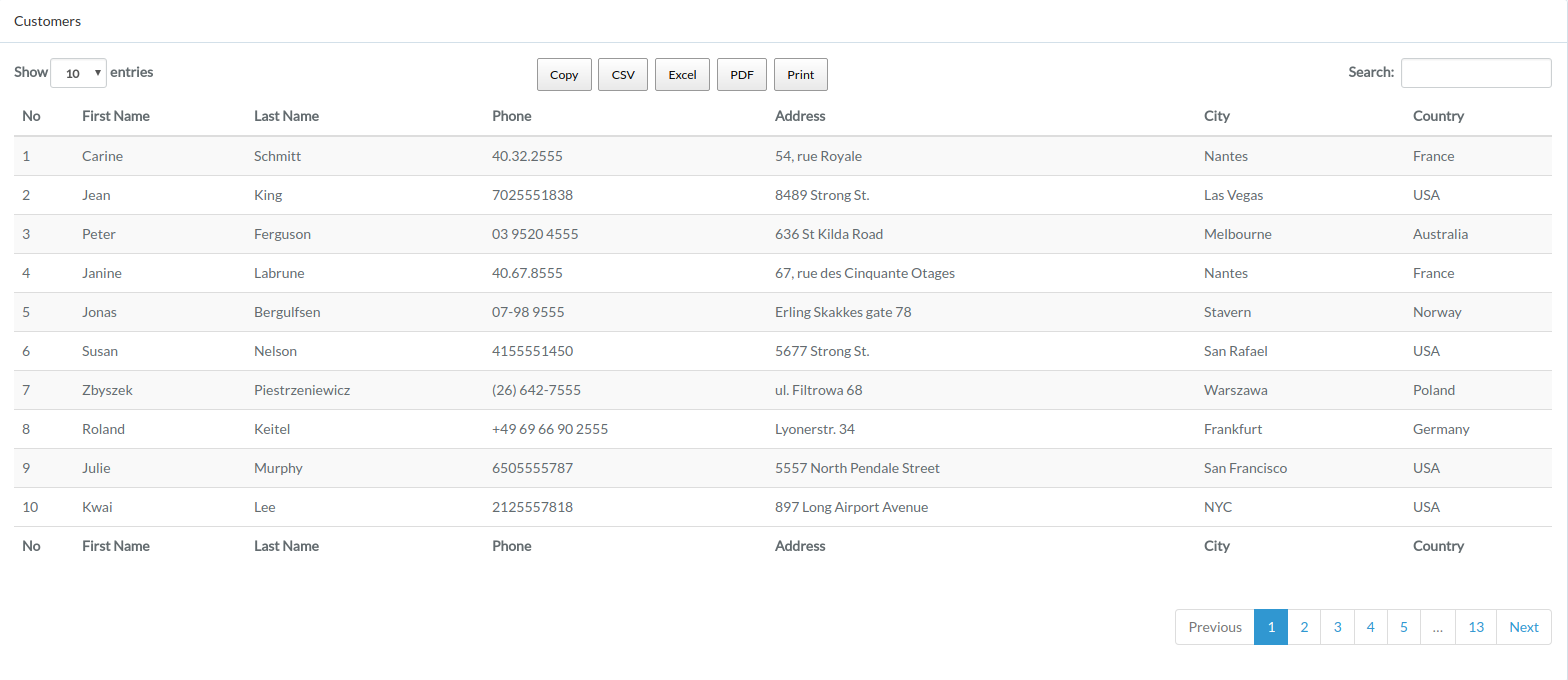 Customers
Show 10 entries Copy CSV Excel PDF Print Search:
No First Name Last Name Phone Address City Country
1 Carine Schmitt 40.32.2555 54, rue Royale Nantes France
2 Jean King 7025551838 8489 Strong St. Las Vegas USA
3 Peter Ferguson 03 9520 4555 636 St Kilda Road Melbourne Australia
4 Janine Labrune 40.67.8555 67, rue des Cinquante Otages Nantes France
5 Jonas Bergulfsen 07-98 9555 Erling Skakkes gate 78 Stavern Norway
6 Susan Nelson 4155551450 5677 Strong St. San Rafael USA
7 Zbyszek Piestrzeniewicz (26) 642-7555 ul. Filtrowa 68 Warszawa Poland
8 Roland Keitel +49 69 66 90 2555 Lyonerstr. 34 Frankfurt Germany
9 Julie Murphy 6505555787 5557 North Pendale Street San Francisco USA
10 Kwai Lee 2125557818 897 Long Airport Avenue NYC USA
No First Name Last Name Phone Address City Country
Previous 1 2 3 4 5 ... 13 Next